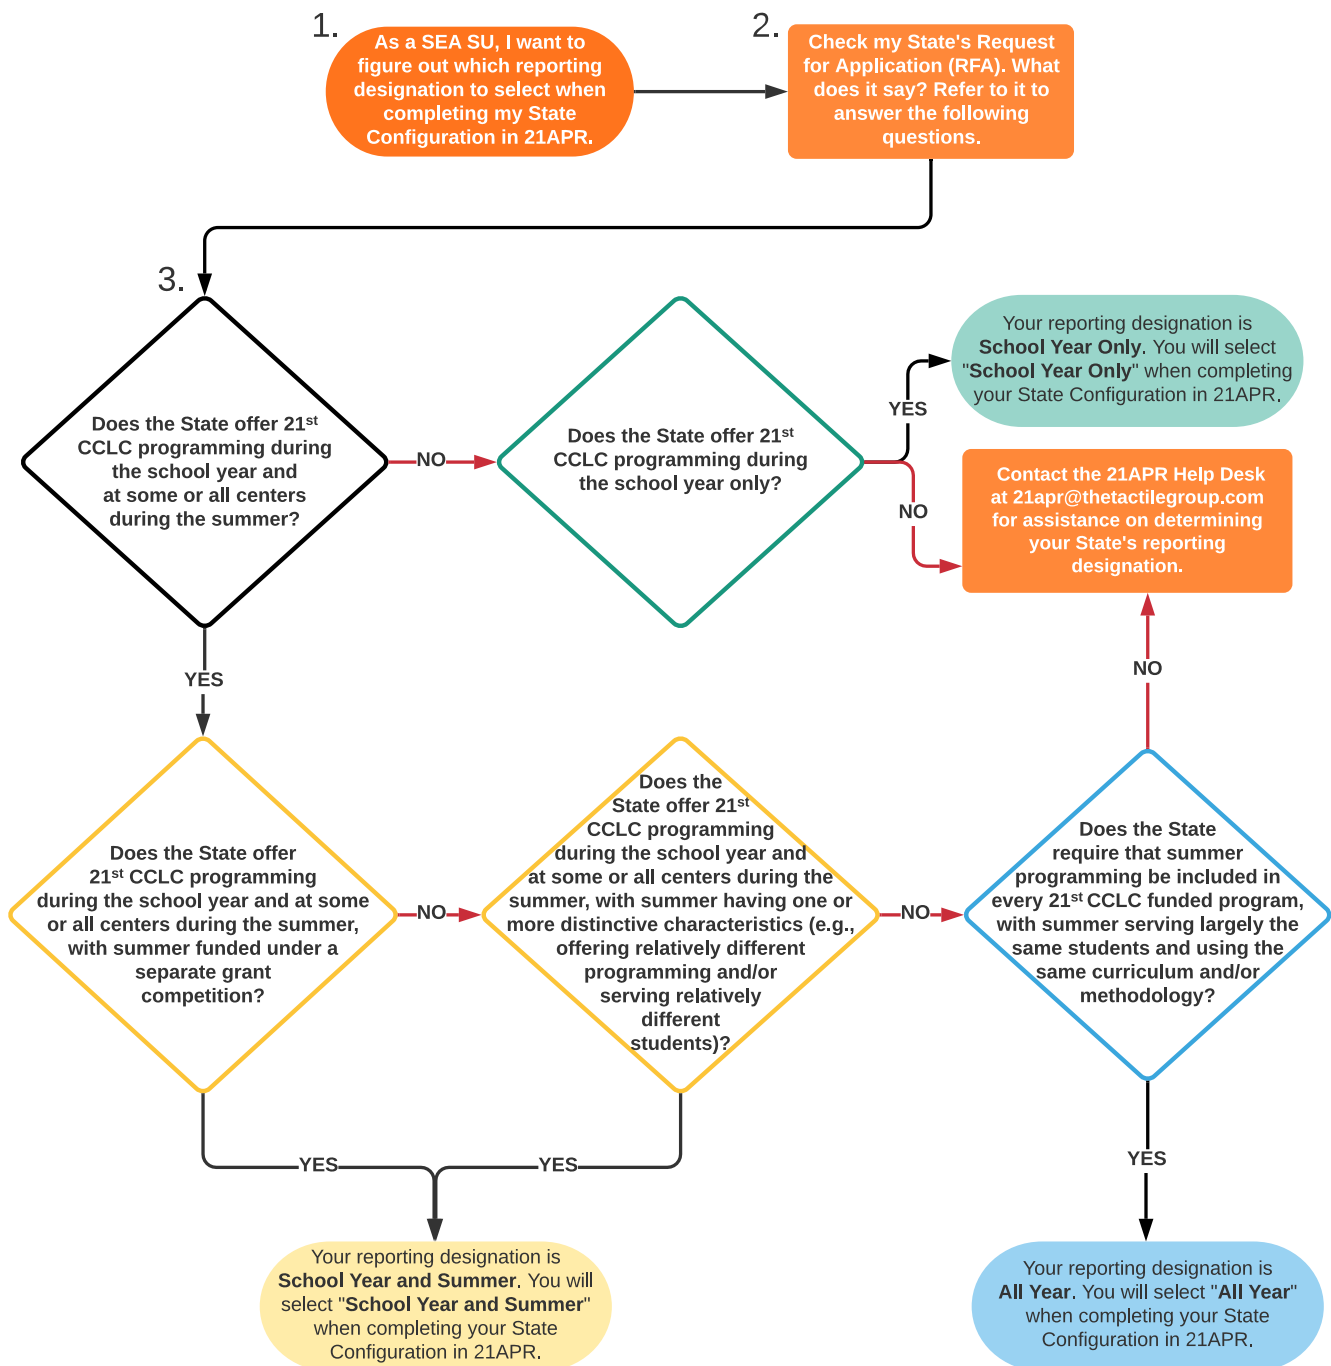 1.
As a SEA SU, I want to
figure out which reporting
designation to select when
completing my State
Configuration in 21APR.
2.
Check my State's Request
for Application (RFA). What
does it say? Refer to it to
answer the following
questions.
3.
Does the State offer 21st
CCLC programming during
the school year and
at some or all centers
during the summer?
NO
Does the State offer 21st
CCLC programming during
the school year only?
YES
Your reporting designation is
School Year Only. You will select
"School Year Only" when completing
your State Configuration in 21APR.
NO
Contact the 21APR Help Desk
at 21apr@thetactilegroup.com
for assistance on determining
your State's reporting
designation.
YES
NO
Does the State offer
21st CCLC programming
during the school year and at some
or all centers during the summer,
with summer funded under a
separate grant
competition?
NO
Does the
State offer 21st
CCLC programming
during the school year and
at some or all centers during the
summer, with summer having one or
more distinctive characteristics (e.g.,
offering relatively different
programming and/or
serving relatively
different
students)?
NO
Does the State
require that summer
programming be included in
every 21st CCLC funded program,
with summer serving largely the
same students and using the
same curriculum and/or
methodology?
YES
YES
YES
Your reporting designation is
School Year and Summer. You will
select "School Year and Summer"
when completing your State
Configuration in 21APR.
Your reporting designation is
All Year. You will select "All Year"
when completing your State
Configuration in 21APR.